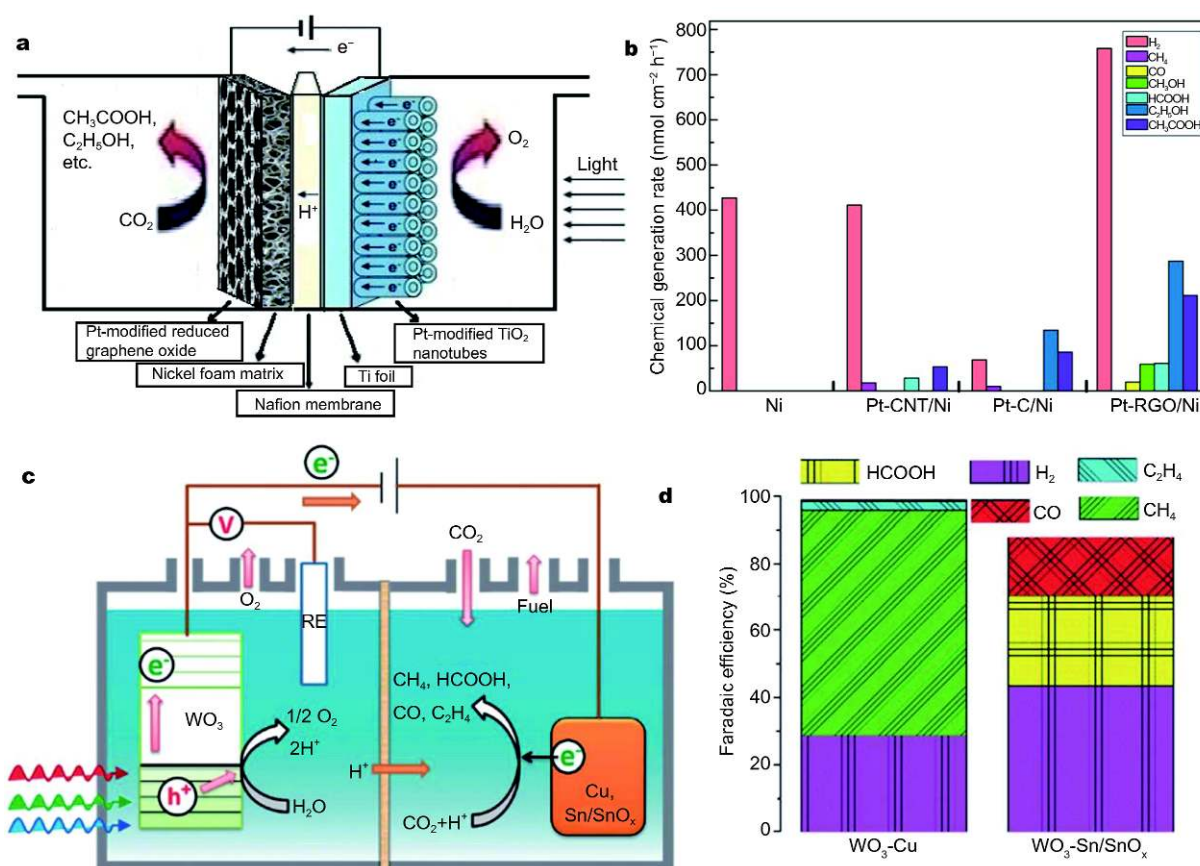 a
e⁻
CH₃COOH,
C₂H₅OH,
etc.
CO₂
H⁺
e⁻
e⁻
e⁻
e⁻
e⁻
e⁻
e⁻
e⁻
e⁻
e⁻
O₂
H₂O
Light
Pt-modified reduced
graphene oxide
Nickel foam matrix
Nafion membrane
Ti foil
Pt-modified TiO₂
nanotubes
b
Chemical generation rate (nmol cm⁻² h⁻¹)
800
700
600
500
400
300
200
100
0
H₂
CH₄
CO
CH₃OH
HCOOH
C₂H₅OH
CH₃COOH
Ni
Pt-CNT/Ni
Pt-C/Ni
Pt-RGO/Ni
c
e⁻
V
O₂
RE
CO₂
Fuel
e⁻
WO₃
h⁺
1/2 O₂
2H⁺
H₂O
H⁺
CH₄, HCOOH,
CO, C₂H₄
CO₂+H⁺
e⁻
Cu,
Sn/SnOₓ
d
HCOOH
H₂
C₂H₄
CO
CH₄
Faradaic efficiency (%)
100
80
60
40
20
0
WO₃-Cu
WO₃-Sn/SnOₓ